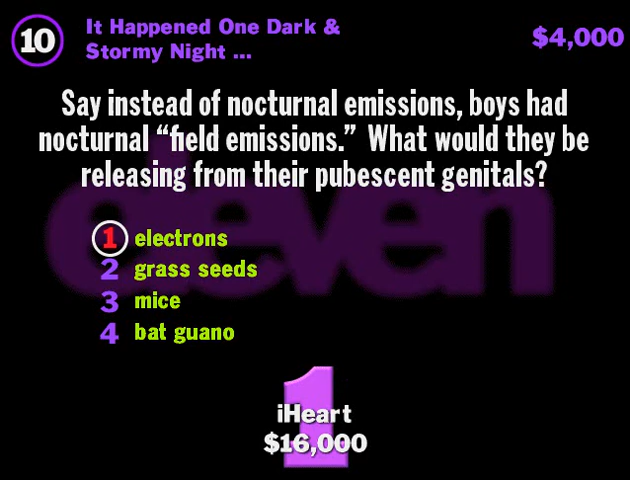 10
It Happened One Dark &
Stormy Night ...
$4,000
Say instead of nocturnal emissions, boys had
nocturnal “field emissions.” What would they be
releasing from their pubescent genitals?
eleven
1 electrons
2 grass seeds
3 mice
4 bat guano
1
iHeart
$16,000